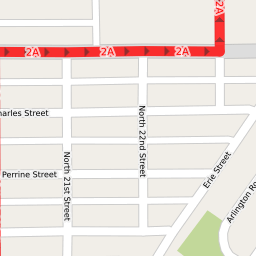 2A
2A 2A 2A
harles Street
North 22nd Street
Erie Street
Perrine Street
North 21st Street
Arlington Ro